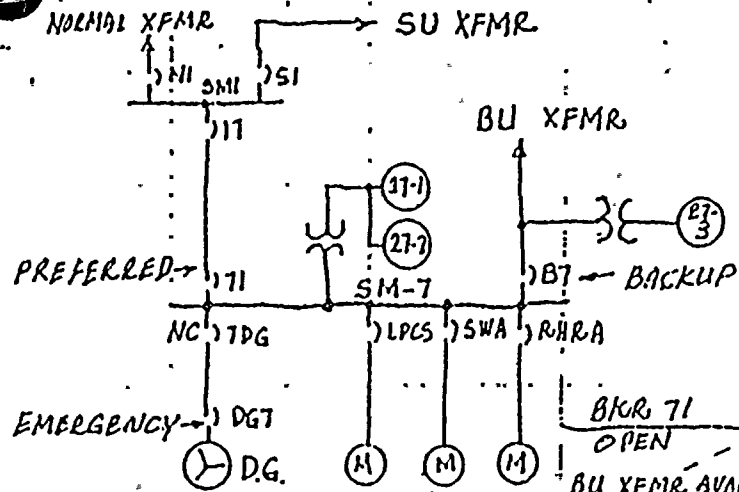 NORMAL XFMR
SU XFMR
N1
SM1
S1
17
BU XFMR
27-1
27-3
27-7
PREFERRED
71
SM-7
B7
BACKUP
NC
7DG
LPCS
SWA
RHRA
EMERGENCY
DG7
BKR 71
OPEN
D.G.
M
M
M
BU XFMR